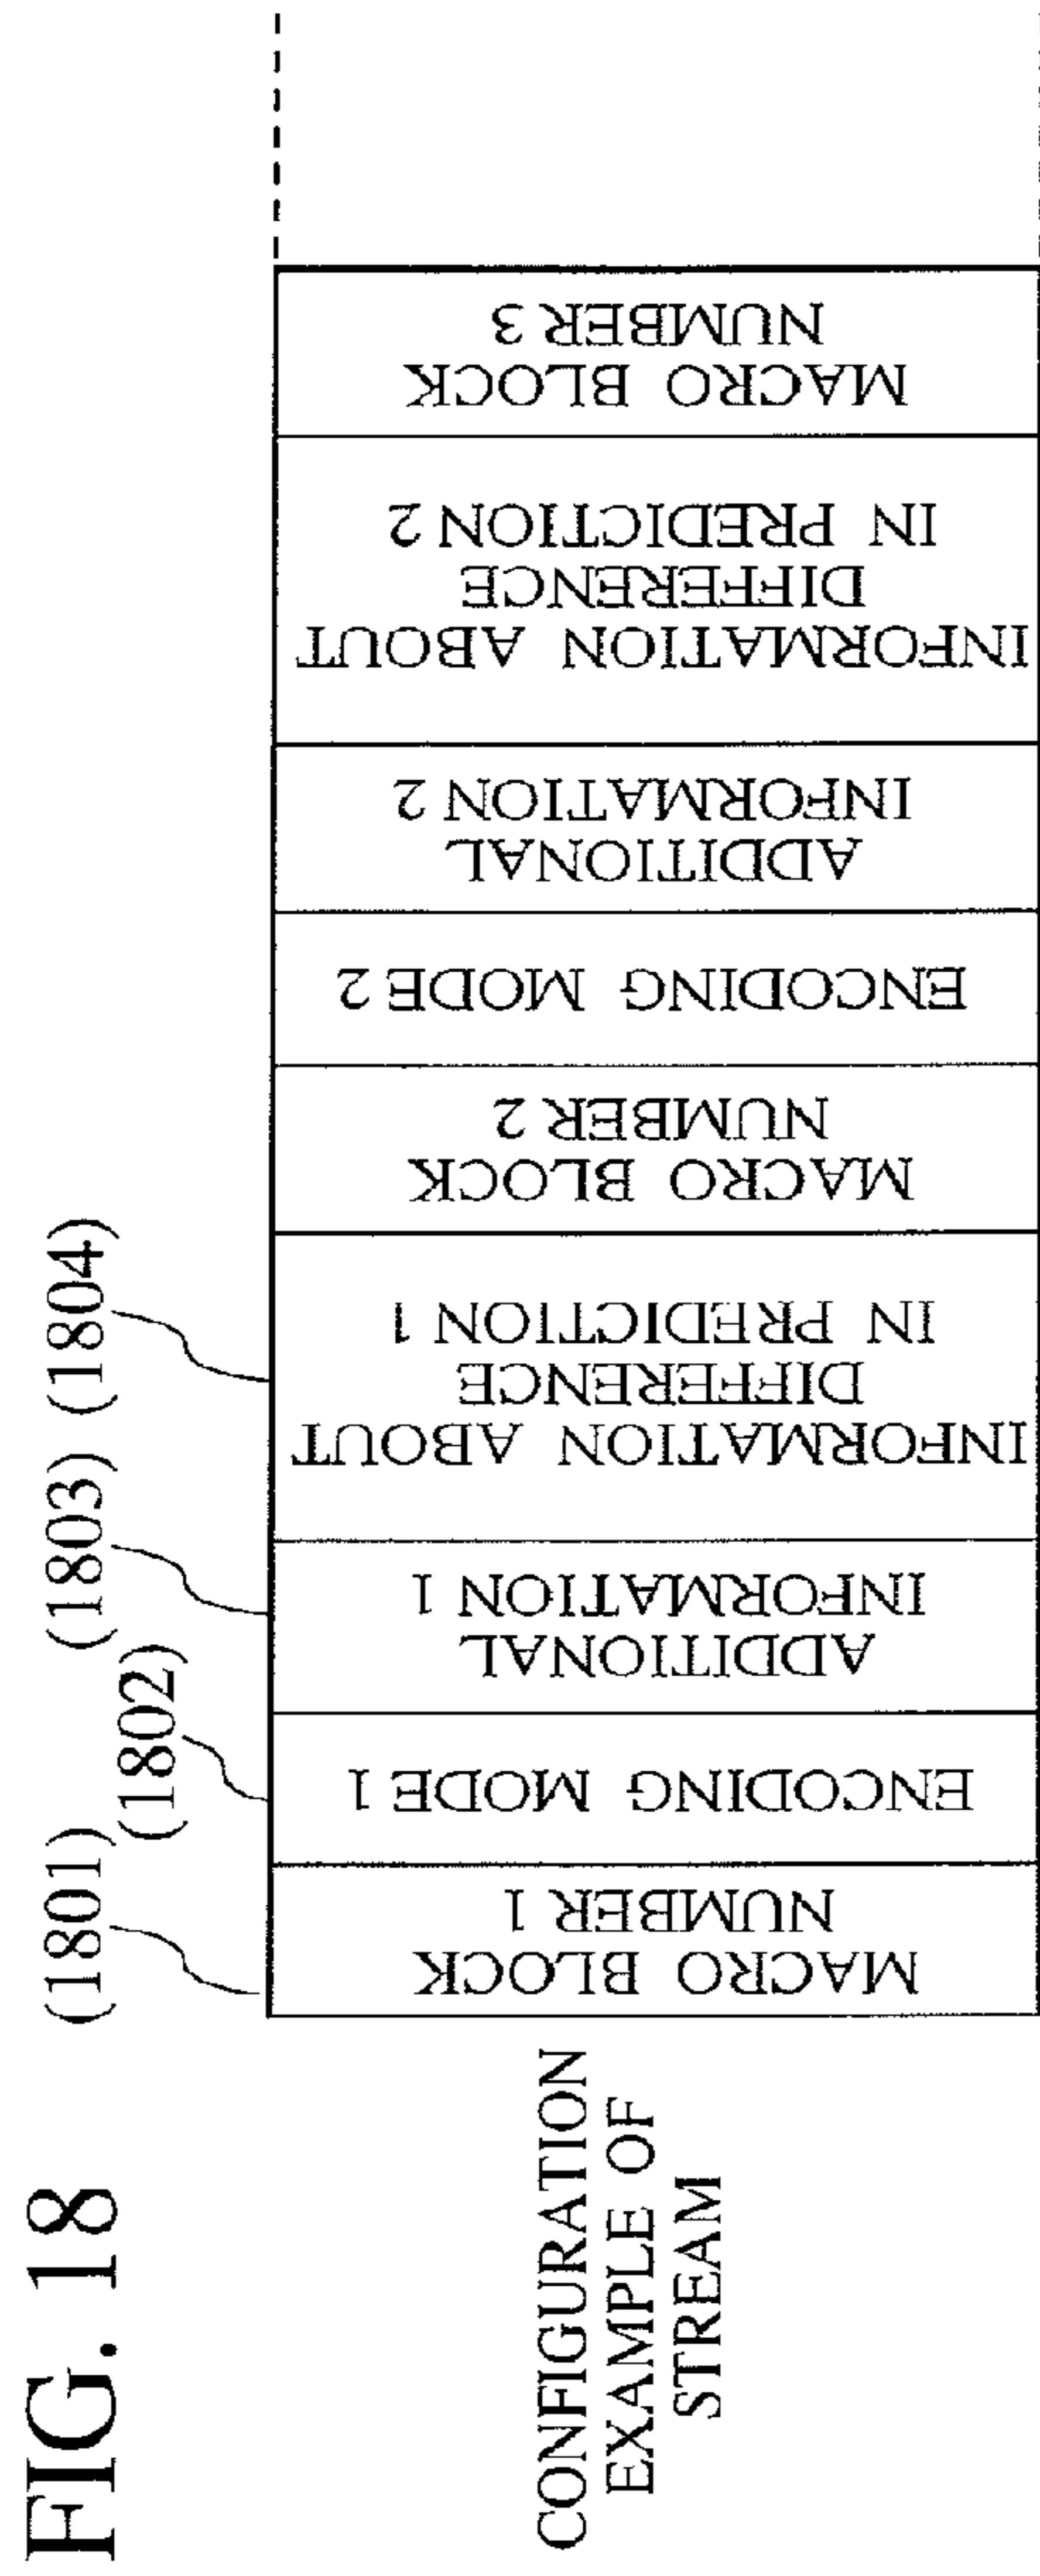 FIG. 18
(1801)
(1802)
(1803)
(1804)
CONFIGURATION
EXAMPLE OF
STREAM
MACRO BLOCK
NUMBER 1
ENCODING MODE 1
ADDITIONAL
INFORMATION 1
INFORMATION ABOUT
DIFFERENCE
IN PREDICTION 1
MACRO BLOCK
NUMBER 2
ENCODING MODE 2
ADDITIONAL
INFORMATION 2
INFORMATION ABOUT
DIFFERENCE
IN PREDICTION 2
MACRO BLOCK
NUMBER 3